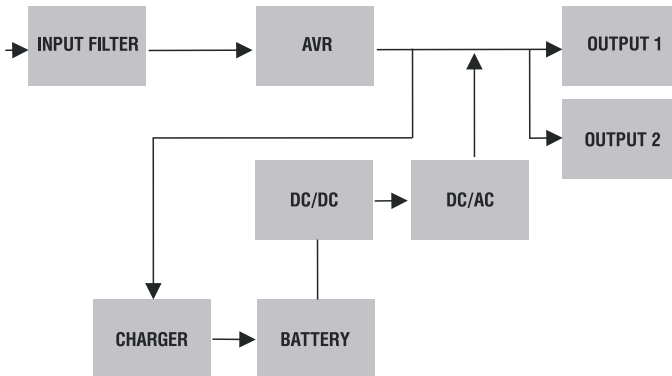 INPUT FILTER
AVR
OUTPUT 1
OUTPUT 2
DC/DC
DC/AC
CHARGER
BATTERY